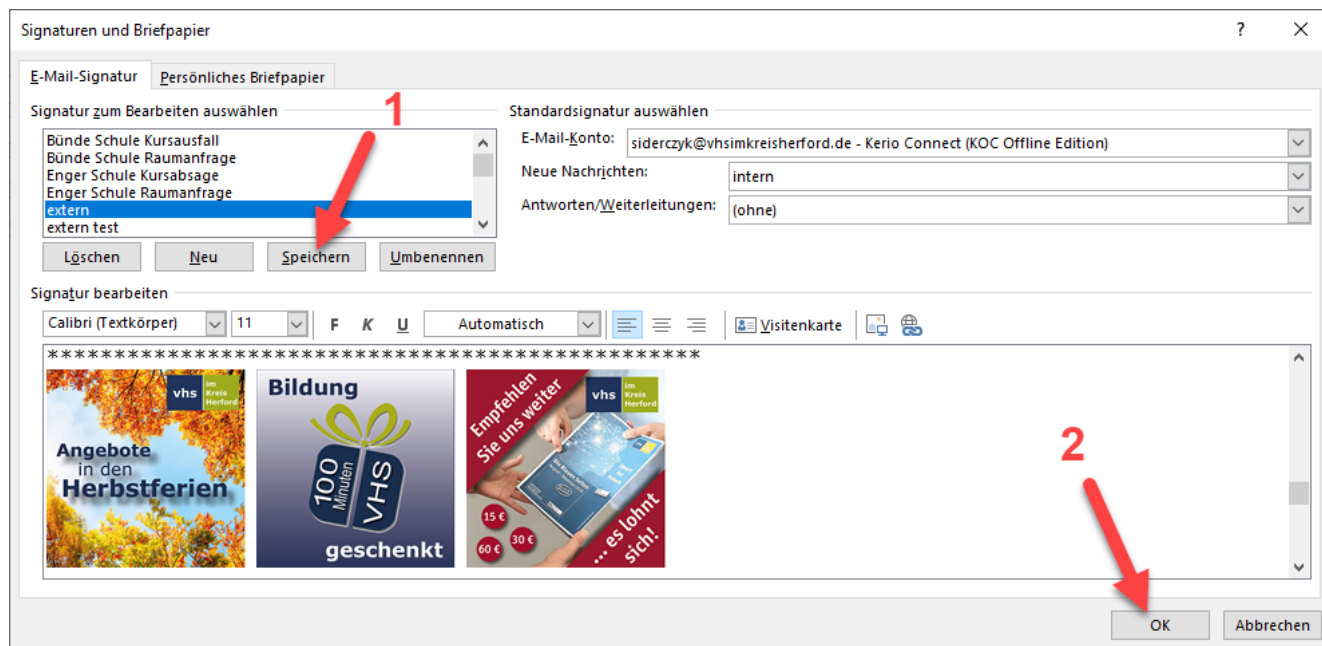 Signaturen und Briefpapier
?
E-Mail-Signatur
Persönliches Briefpapier
1
Signatur zum Bearbeiten auswählen
Bünde Schule Kursausfall
Bünde Schule Raumanfrage
Enger Schule Kursabsage
Enger Schule Raumanfrage
extern
extern test
Löschen
Neu
Speichern
Umbenennen
Standardsignatur auswählen
E-Mail-Konto: siderczyk@vhsimkreisherford.de - Kerio Connect (KOC Offline Edition)
Neue Nachrichten: intern
Antworten/Weiterleitungen: (ohne)
Signatur bearbeiten
Calibri (Textkörper) 11 F K U Automatisch Visitenkarte
*************************************************
vhs
im
Kreis
Herford
Angebote
in den
Herbstferien
Bildung
100
Minuten
VHS
geschenkt
Empfehlen
Sie uns weiter
vhs
im
Kreis
Herford
15 €
60 €
30 €
... es lohnt
sich!
2
OK
Abbrechen